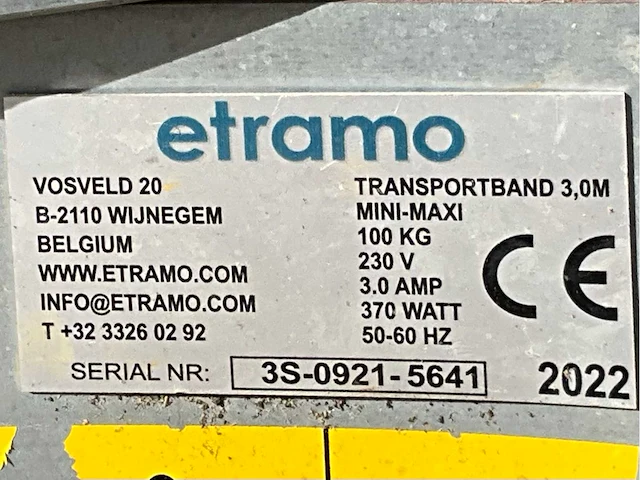 etramo
VOSVELD 20
B-2110 WIJNEGEM
BELGIUM
WWW.ETRAMO.COM
INFO@ETRAMO.COM
T +32 3326 02 92
TRANSPORTBAND 3,0M
MINI-MAXI
100 KG
230 V
3.0 AMP
370 WATT
50-60 HZ
CE
SERIAL NR: 3S-0921-5641
2022